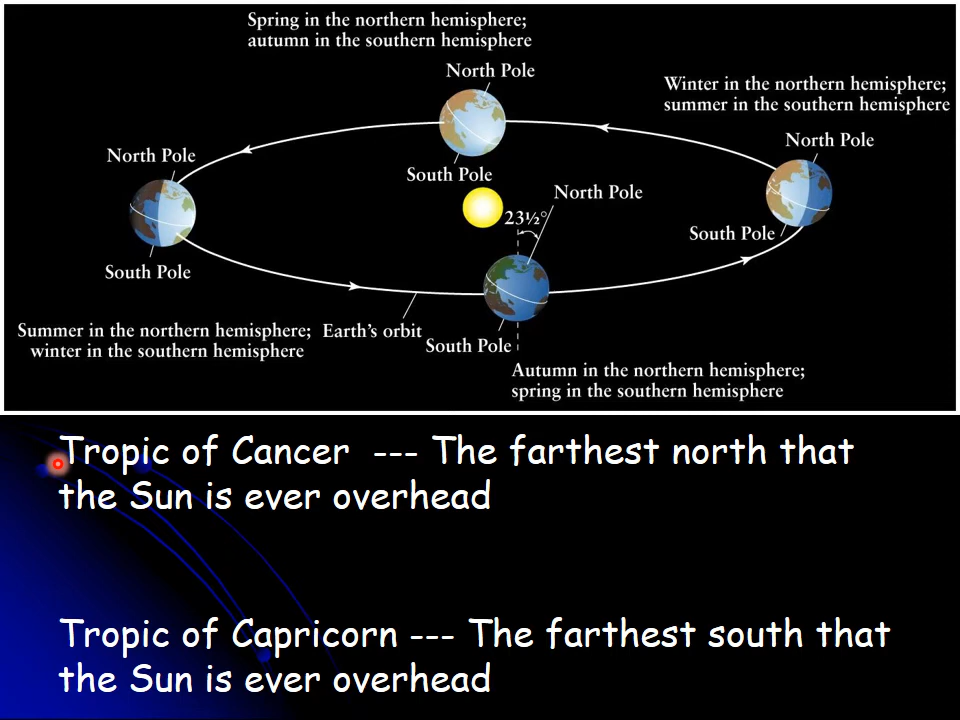 Spring in the northern hemisphere;
autumn in the southern hemisphere
North Pole
Winter in the northern hemisphere;
summer in the southern hemisphere
North Pole
North Pole
South Pole
North Pole
23½°
South Pole
South Pole
Summer in the northern hemisphere;
winter in the southern hemisphere
Earth's orbit
South Pole
Autumn in the northern hemisphere;
spring in the southern hemisphere
Tropic of Cancer --- The farthest north that
the Sun is ever overhead
Tropic of Capricorn --- The farthest south that
the Sun is ever overhead